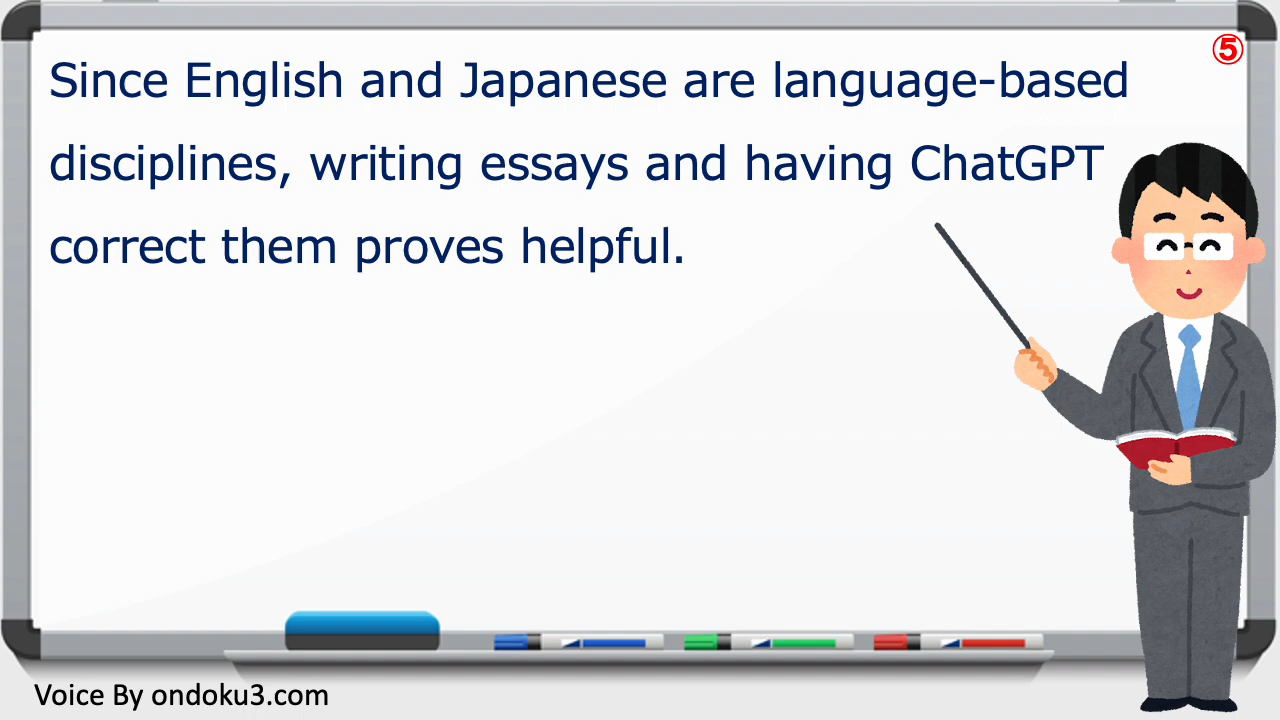 ⑤
Since English and Japanese are language-based
disciplines, writing essays and having ChatGPT
correct them proves helpful.
Voice By ondoku3.com